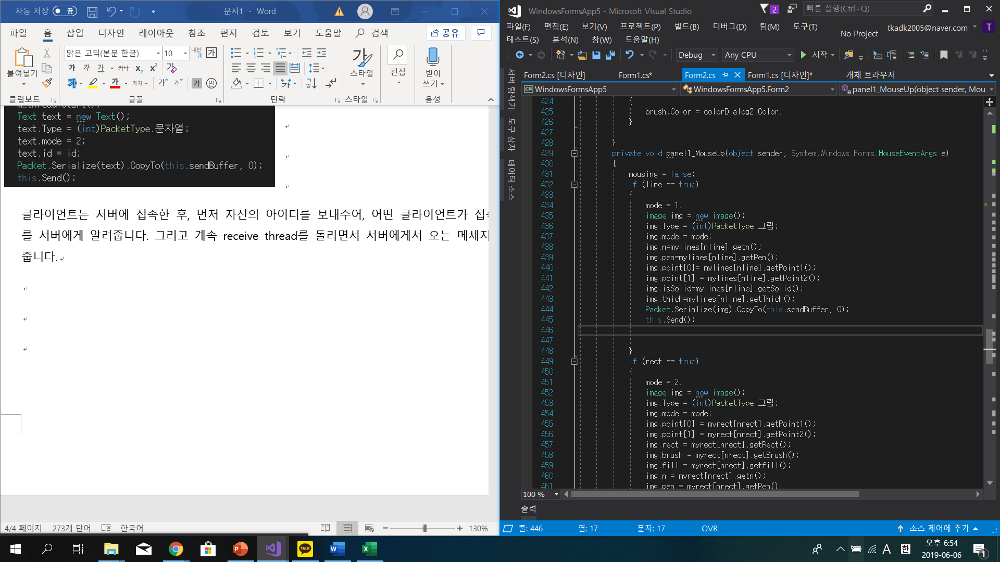 자동 저장 끔 문서1 - Word
파일 홈 삽입 디자인 레이아웃 참조 편지 검토 보기 도움말 검색 공유
붙여넣기 맑은 고딕(본문 한글) 10 스타일 편집 받아쓰기
클립보드 글꼴 단락 스타일 음성
m_thread.Start();
Text text = new Text();
text.Type = (int)PacketType.문자열;
text.mode = 2;
text.id = id;
Packet.Serialize(text).CopyTo(this.sendBuffer, 0);
this.Send();
클라이언트는 서버에 접속한 후, 먼저 자신의 아이디를 보내주어, 어떤 클라이언트가 접속
를 서버에게 알려줍니다. 그리고 계속 receive thread를 돌리면서 서버에게서 오는 메세지
줍니다.
4/4 페이지 273개 단어 한국어 130%
WindowsFormsApp5 - Microsoft Visual Studio 2 빠른 실행(Ctrl+Q)
파일(F) 편집(E) 보기(V) 프로젝트(P) 빌드(B) 디버그(D) 팀(M) 도구(T) No Project tkadk2005@naver.com T
테스트(S) 분석(N) 창(W) 도움말(H)
Debug Any CPU 시작
서버 탐색기
도구 상자
데이터 소스
Form2.cs [디자인] Form1.cs* Form2.cs Form1.cs [디자인]* 개체 브라우저
WindowsFormsApp5 WindowsFormsApp5.Form2 panel1_MouseUp(object sender, Mou
424 {
425 brush.Color = colorDialog2.Color;
426 }
427
428 }
429 private void panel1_MouseUp(object sender, System.Windows.Forms.MouseEventArgs e)
430 {
431 mousing = false;
432 if (line == true)
433 {
434 mode = 1;
435 image img = new image();
436 img.Type = (int)PacketType.그림;
437 img.mode = mode;
438 img.n=mylines[nline].getn();
439 img.pen=mylines[nline].getPen();
440 img.point[0]= mylines[nline].getPoint1();
441 img.point[1] = mylines[nline].getPoint2();
442 img.isSolid=mylines[nline].getSolid();
443 img.thick=mylines[nline].getThick();
444 Packet.Serialize(img).CopyTo(this.sendBuffer, 0);
445 this.Send();
446
447
448 }
449 if (rect == true)
450 {
451 mode = 2;
452 image img = new image();
453 img.Type = (int)PacketType.그림;
454 img.mode = mode;
455 img.point[0] = myrect[nrect].getPoint1();
456 img.point[1] = myrect[nrect].getPoint2();
457 img.rect = myrect[nrect].getRect();
458 img.brush = myrect[nrect].getBrush();
459 img.fill = myrect[nrect].getfill();
460 img.n = myrect[nrect].getn();
461 img.pen = myrect[nrect].getPen();
100 %
출력
줄: 446 열: 17 문자: 17 OVR 소스 제어에 추가
A 한 오후 6:54
2019-06-06 1